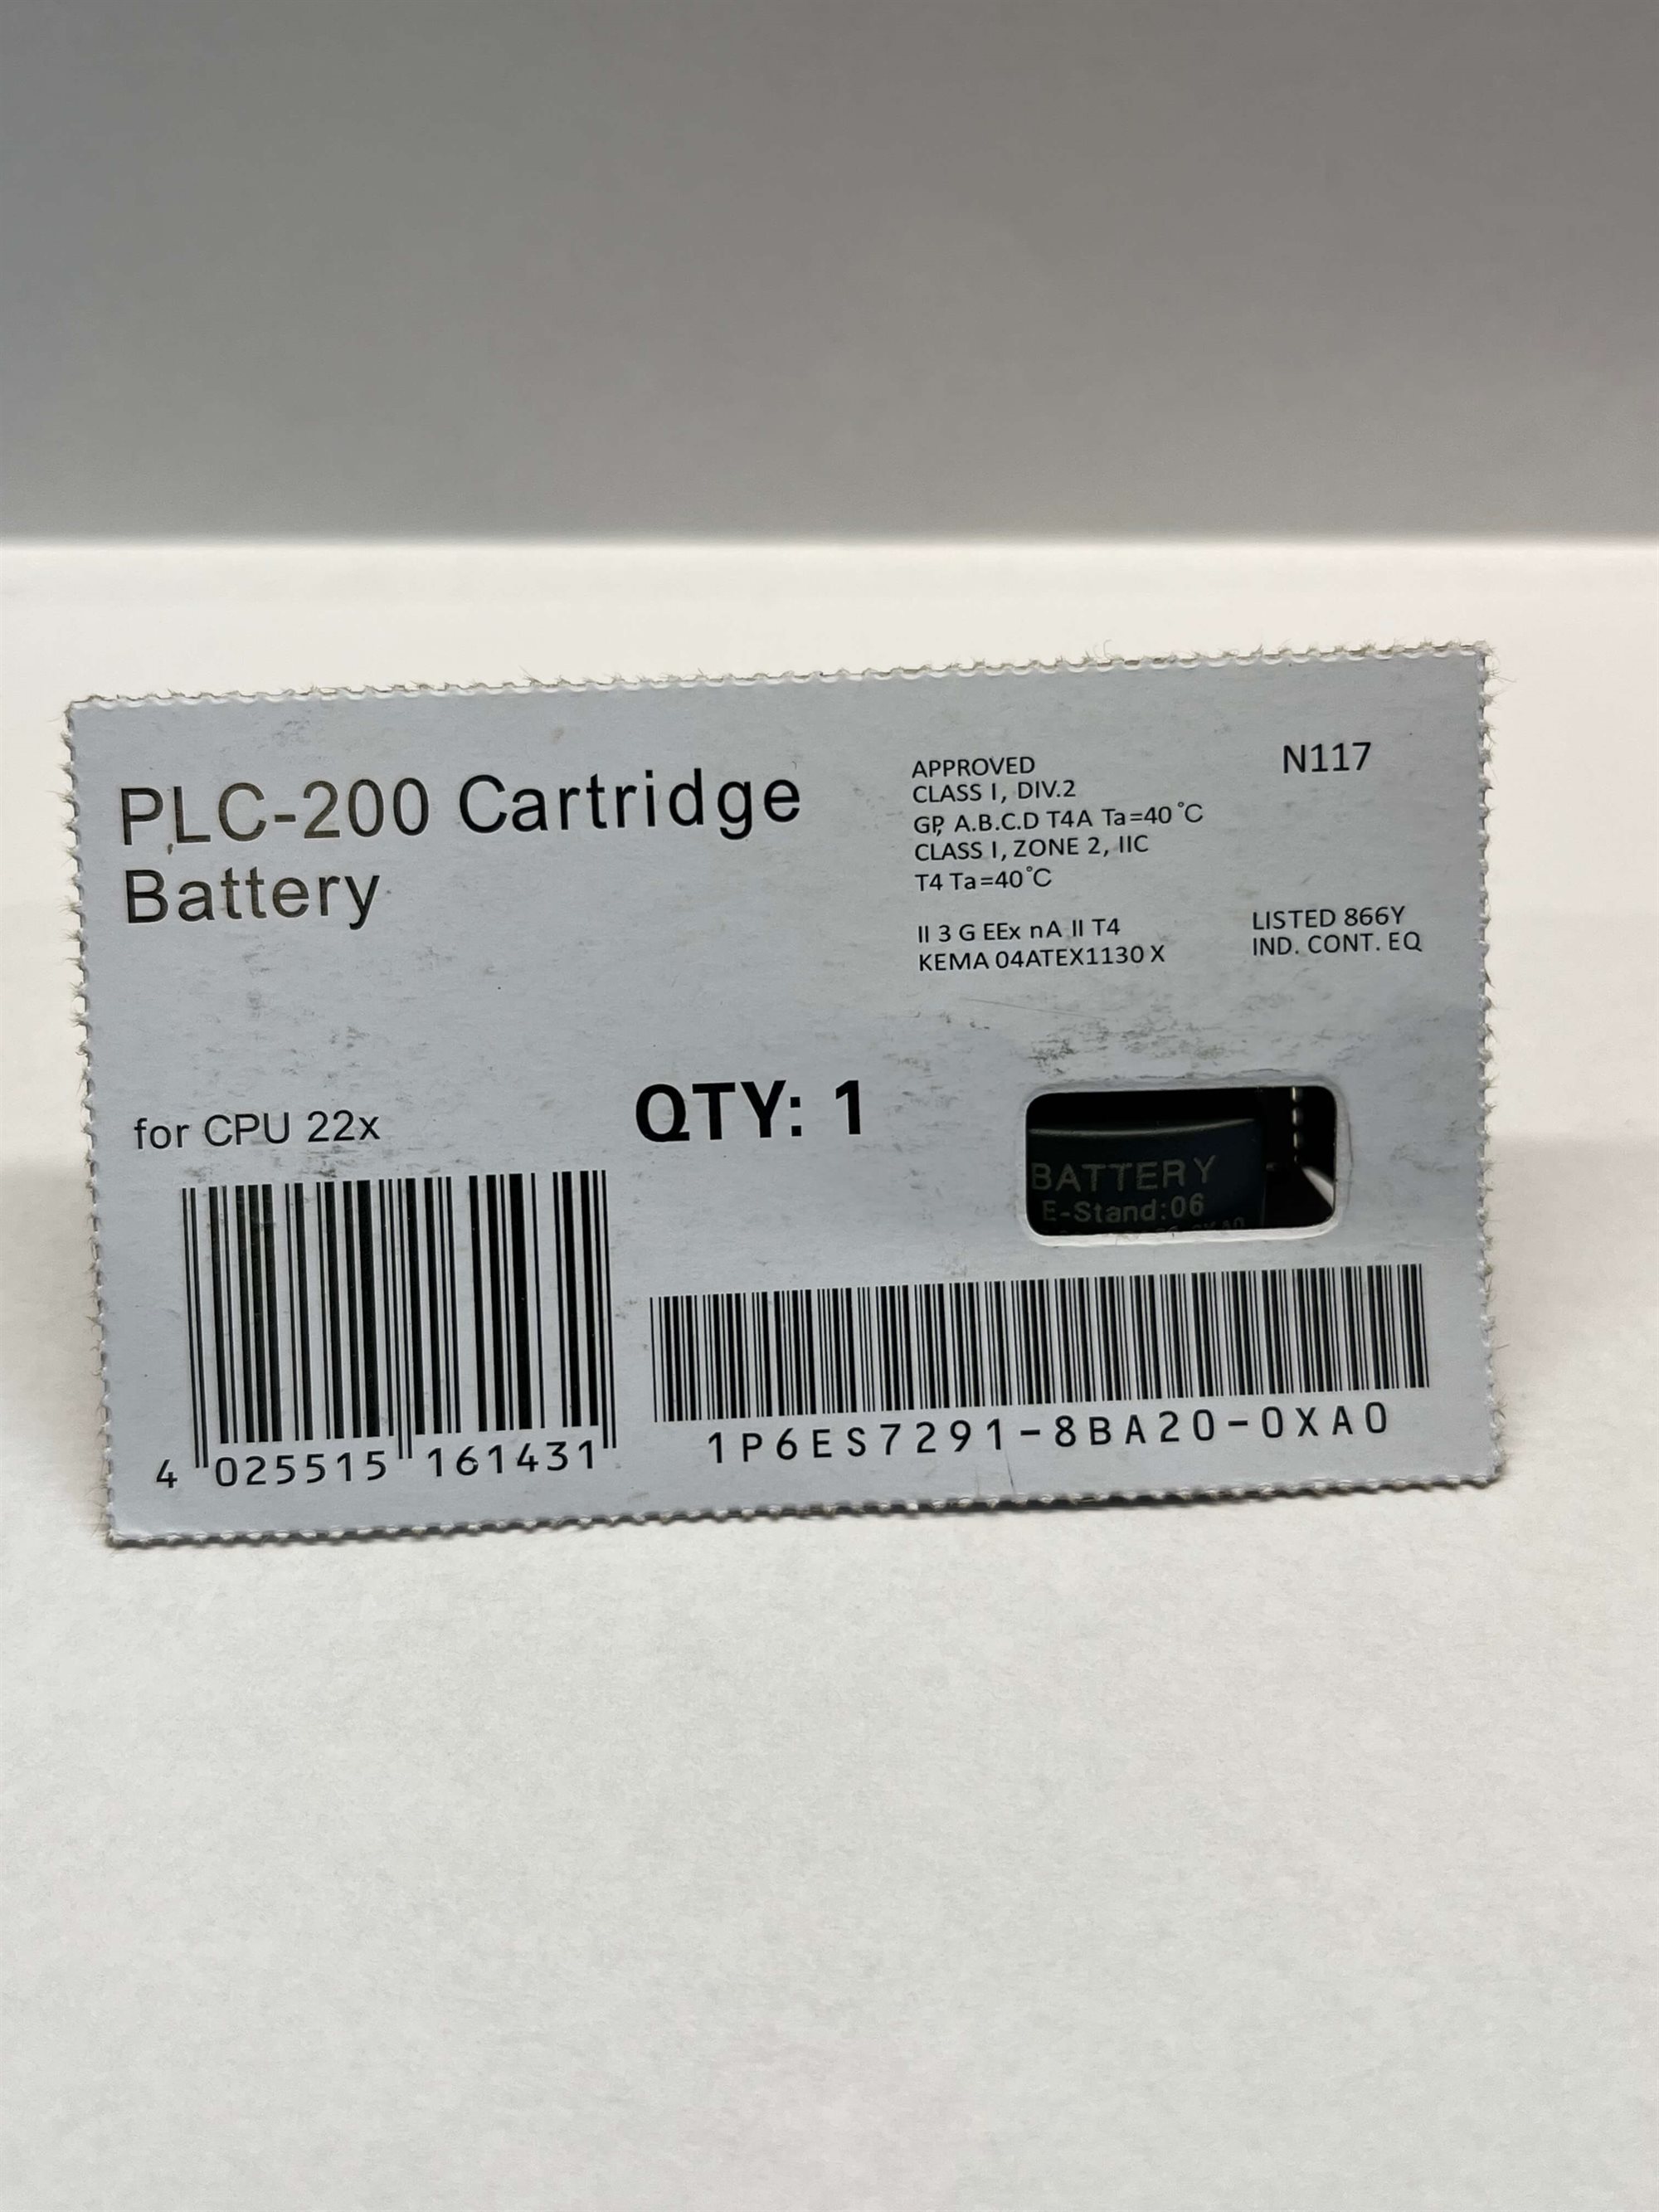 PLC-200 Cartridge
Battery
APPROVED
CLASS I, DIV.2
GP, A.B.C.D T4A Ta=40°C
CLASS I, ZONE 2, IIC
T4 Ta=40°C
N117
II 3 G EEx nA II T4
KEMA 04ATEX1130 X
LISTED 866Y
IND. CONT. EQ
for CPU 22x
QTY: 1
BATTERY
E-Stand:06
4 025515 161431
1P6ES7291-8BA20-0XA0